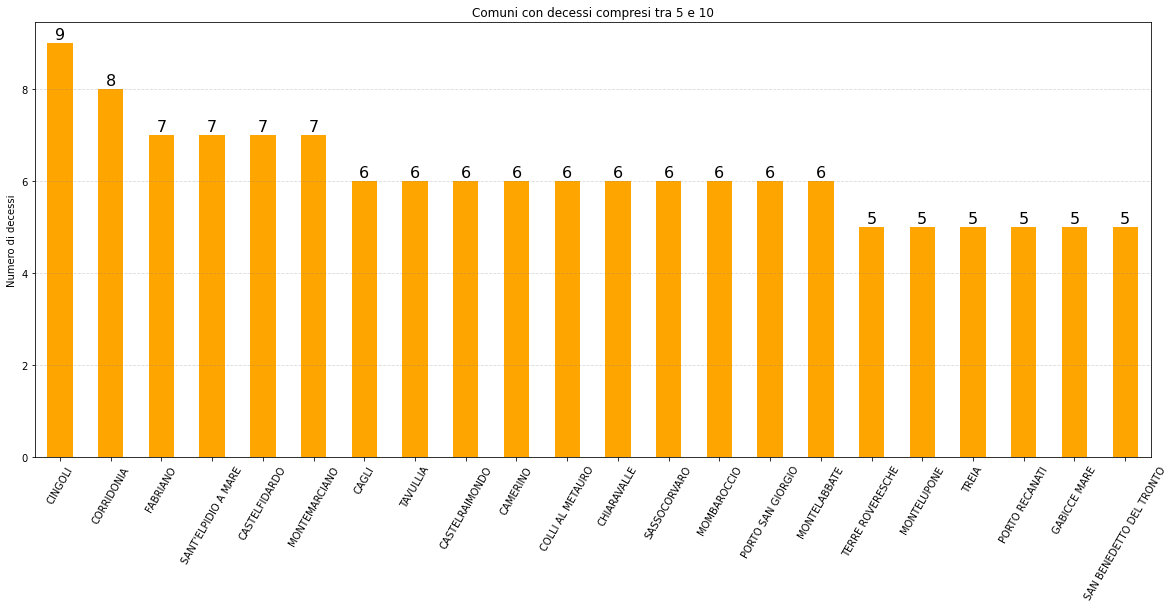 Comuni con decessi compresi tra 5 e 10
Numero di decessi
8
6
4
2
0
9
8
7
7
7
7
6
6
6
6
6
6
6
6
6
6
5
5
5
5
5
5
CINGOLI
CORRIDONIA
FABRIANO
SANT'ELPIDIO A MARE
CASTELFIDARDO
MONTEMARCIANO
CAGLI
TAVULLIA
CASTELRAIMONDO
CAMERINO
COLLI AL METAURO
CHIARAVALLE
SASSOCORVARO
MOMBAROCCIO
PORTO SAN GIORGIO
MONTELABBATE
TERRE ROVERESCHE
MONTELUPONE
TREIA
PORTO RECANATI
GABICCE MARE
SAN BENEDETTO DEL TRONTO